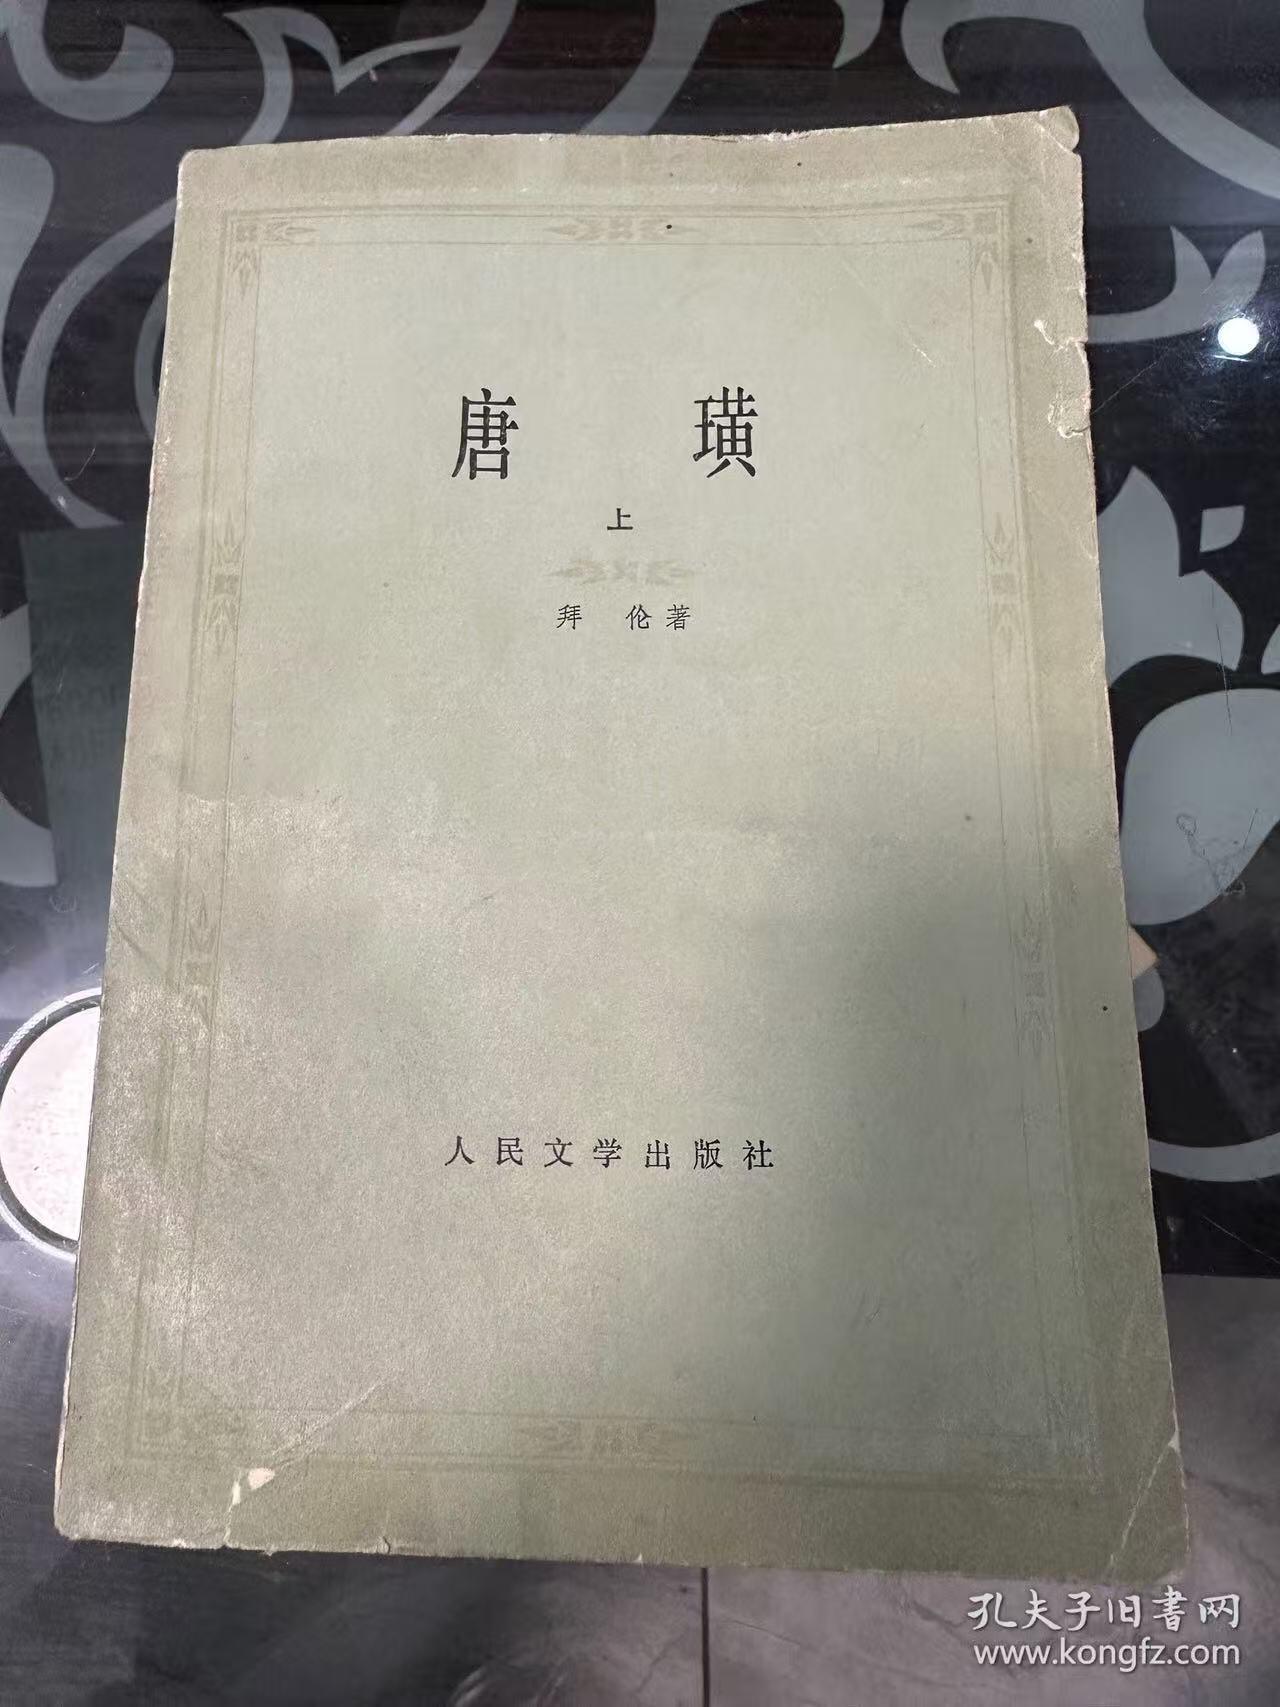 唐 璜
上
拜 伦 著
人民文学出版社
孔夫子旧書网
www.kongfz.com